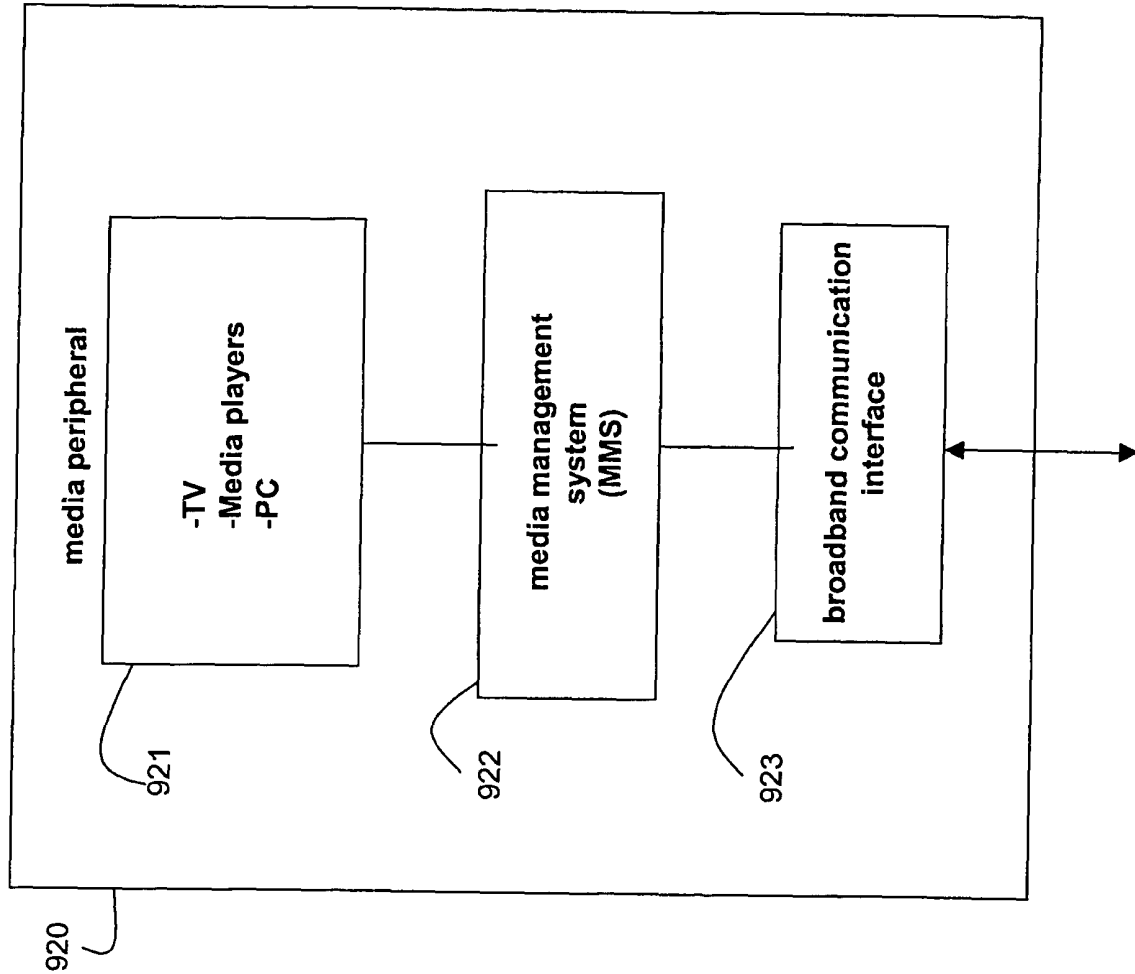 media peripheral
-TV
-Media players
-PC
921
media management
system
(MMS)
922
broadband communication
interface
923
920